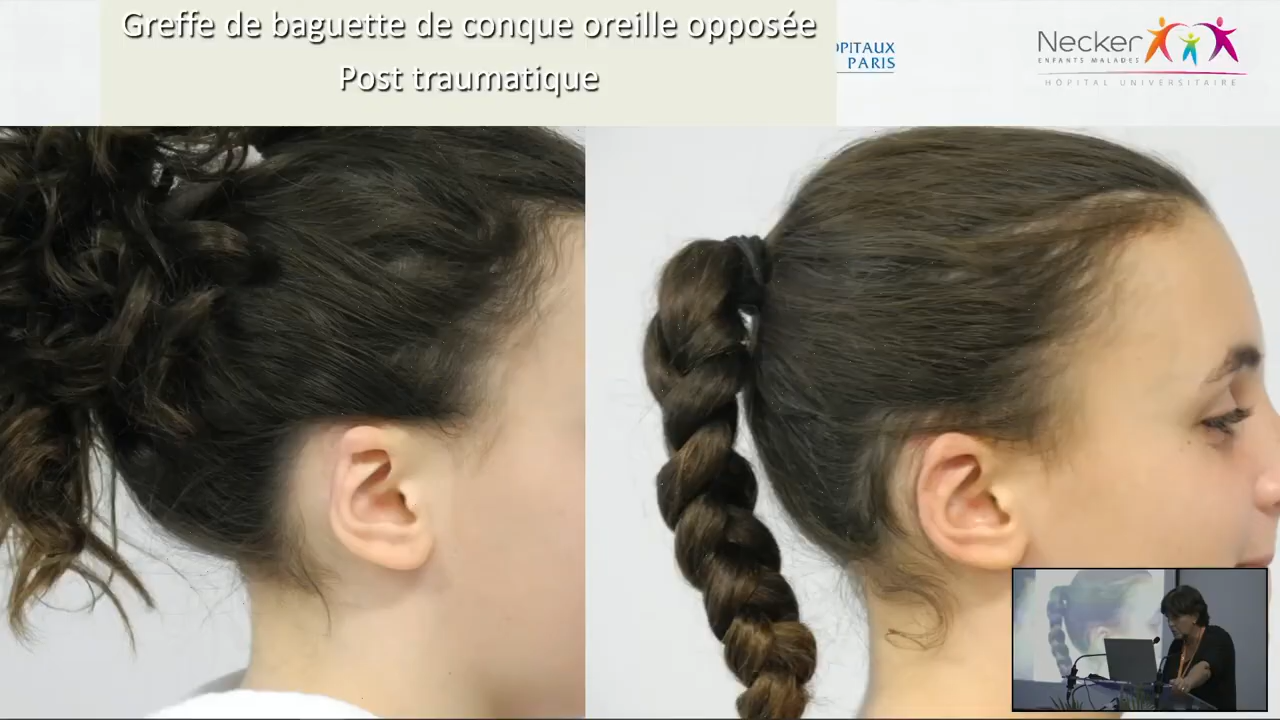 Greffe de baguette de conque oreille opposée
Post traumatique
PITAUX
PARIS
Necker
ENFANTS MALADES
HÔPITAL UNIVERSITAIRE